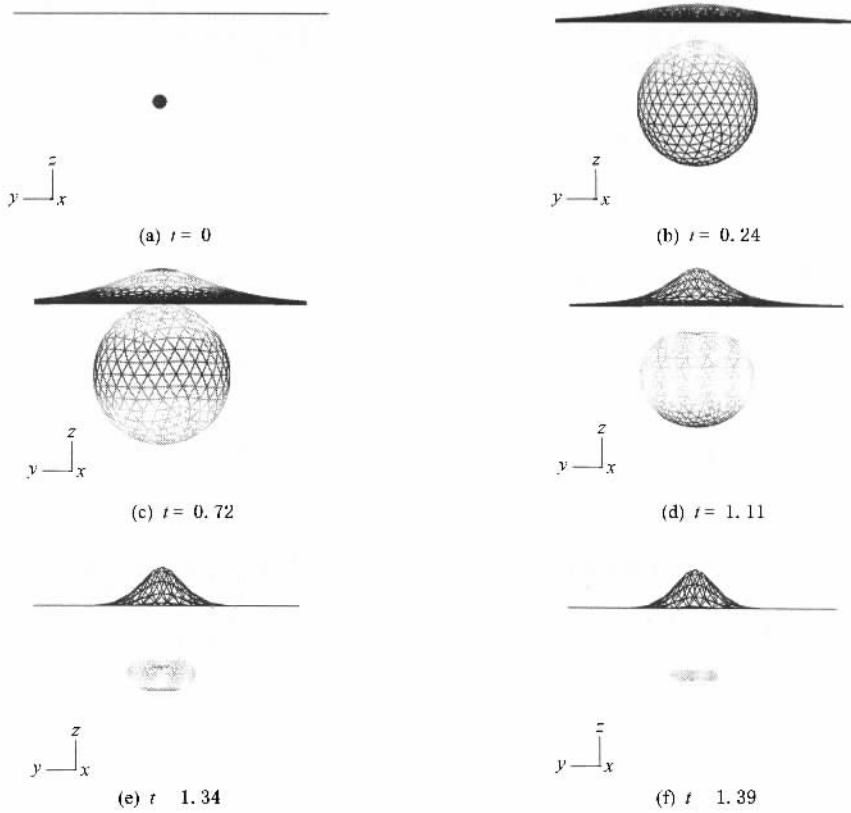 z
y x
(a) t = 0
z
y x
(b) t = 0.24
z
y x
(c) t = 0.72
z
y x
(d) t = 1.11
z
y x
(e) t 1.34
z
y x
(f) t 1.39